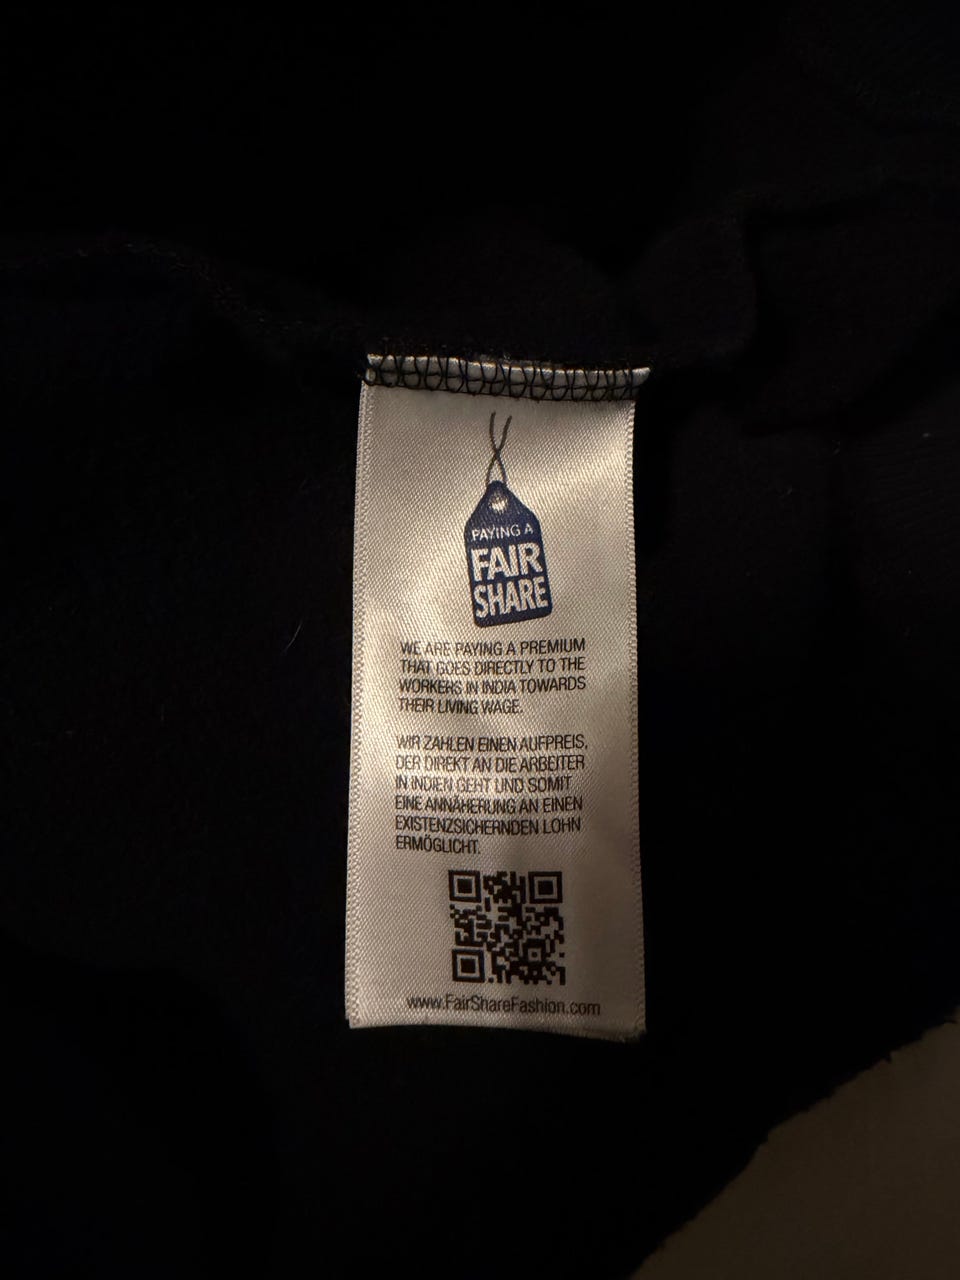 PAYING A
FAIR
SHARE
WE ARE PAYING A PREMIUM
THAT GOES DIRECTLY TO THE
WORKERS IN INDIA TOWARDS
THEIR LIVING WAGE.
WIR ZAHLEN EINEN AUFPREIS,
DER DIREKT AN DIE ARBEITER
IN INDIEN GEHT UND SOMIT
EINE ANNÄHERUNG AN EINEN
EXISTENZSICHERNDEN LOHN
ERMÖGLICHT.
www.FairShareFashion.com